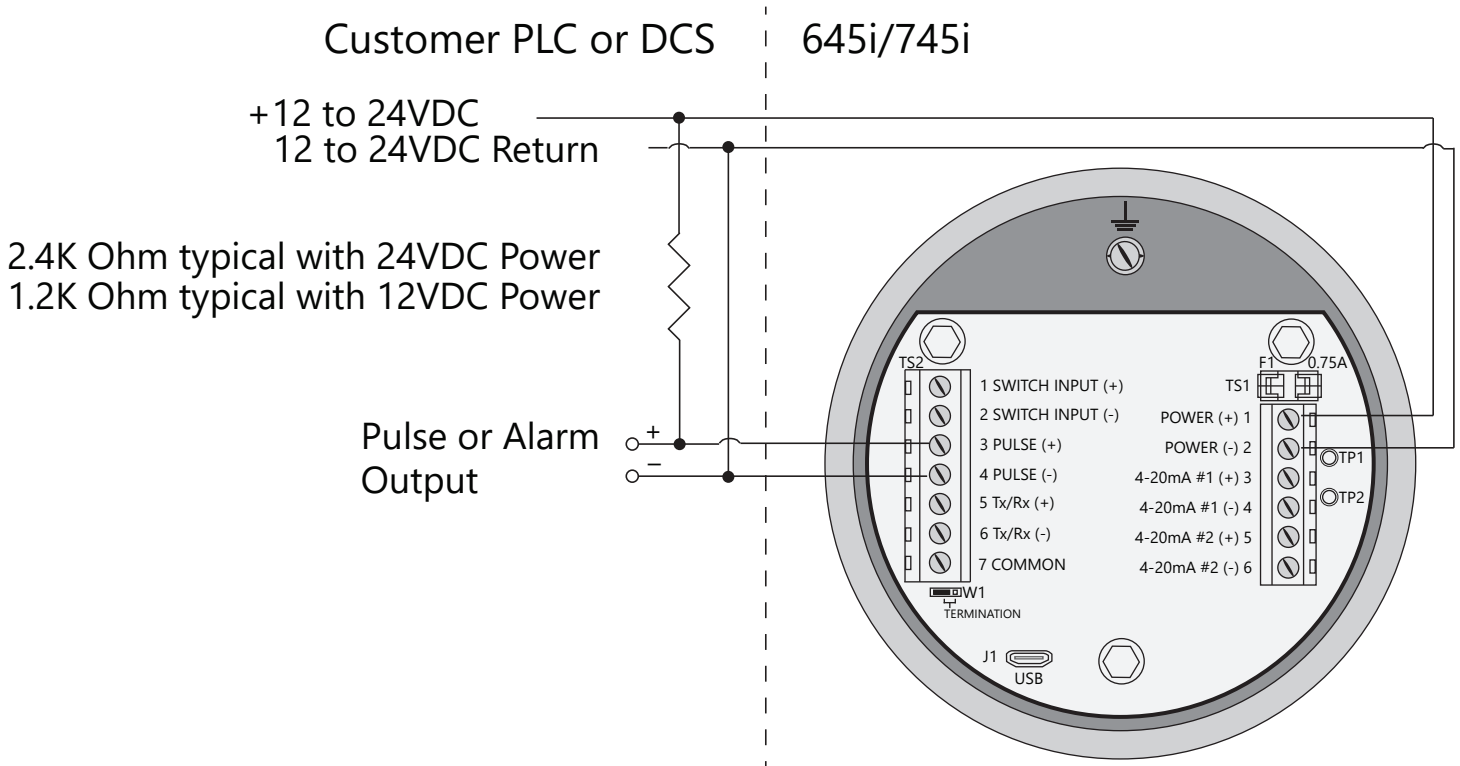 Customer PLC or DCS
645i/745i
+12 to 24VDC
12 to 24VDC Return
2.4K Ohm typical with 24VDC Power
1.2K Ohm typical with 12VDC Power
Pulse or Alarm
Output
+
−
TS2
1 SWITCH INPUT (+)
2 SWITCH INPUT (-)
3 PULSE (+)
4 PULSE (-)
5 Tx/Rx (+)
6 Tx/Rx (-)
7 COMMON
W1
TERMINATION
J1
USB
F1
0.75A
TS1
POWER (+) 1
POWER (-) 2
4-20mA #1 (+) 3
4-20mA #1 (-) 4
4-20mA #2 (+) 5
4-20mA #2 (-) 6
TP1
TP2